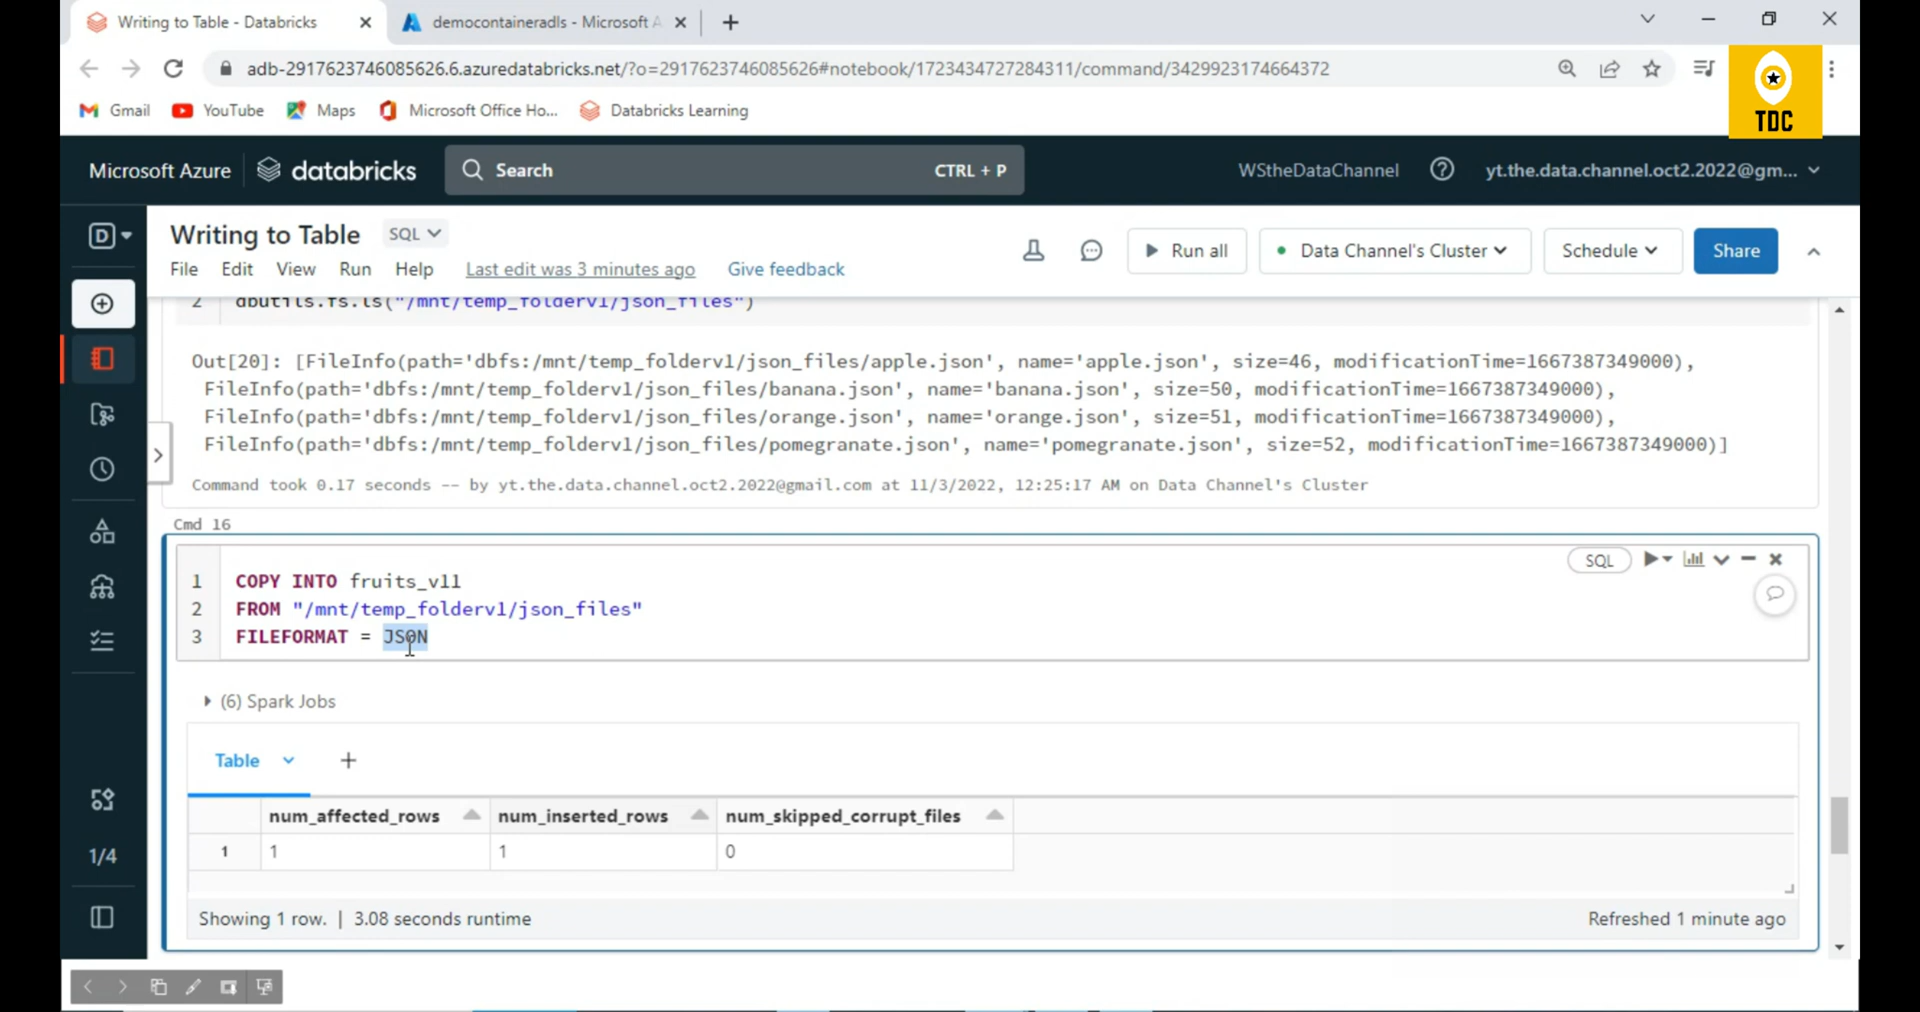 Writing to Table - Databricks
democontaineradls - Microsoft A
adb-2917623746085626.6.azuredatabricks.net/?o=2917623746085626#notebook/1723434727284311/command/3429923174664372
Gmail YouTube Maps Microsoft Office Ho... Databricks Learning
TDC
Microsoft Azure databricks Search CTRL + P WStheDataChannel yt.the.data.channel.oct2.2022@gm...
D
Writing to Table SQL
Run all Data Channel's Cluster Schedule Share
File Edit View Run Help Last edit was 3 minutes ago Give feedback
2 dbutils.fs.ls("/mnt/temp_folderv1/json_files")
Out[20]: [FileInfo(path='dbfs:/mnt/temp_folderv1/json_files/apple.json', name='apple.json', size=46, modificationTime=1667387349000),
FileInfo(path='dbfs:/mnt/temp_folderv1/json_files/banana.json', name='banana.json', size=50, modificationTime=1667387349000),
FileInfo(path='dbfs:/mnt/temp_folderv1/json_files/orange.json', name='orange.json', size=51, modificationTime=1667387349000),
FileInfo(path='dbfs:/mnt/temp_folderv1/json_files/pomegranate.json', name='pomegranate.json', size=52, modificationTime=1667387349000)]
Command took 0.17 seconds -- by yt.the.data.channel.oct2.2022@gmail.com at 11/3/2022, 12:25:17 AM on Data Channel's Cluster
Cmd 16
SQL
1 COPY INTO fruits_v11
2 FROM "/mnt/temp_folderv1/json_files"
3 FILEFORMAT = JSON
(6) Spark Jobs
Table
num_affected_rows num_inserted_rows num_skipped_corrupt_files
1 1 1 0
1/4
Showing 1 row. | 3.08 seconds runtime
Refreshed 1 minute ago